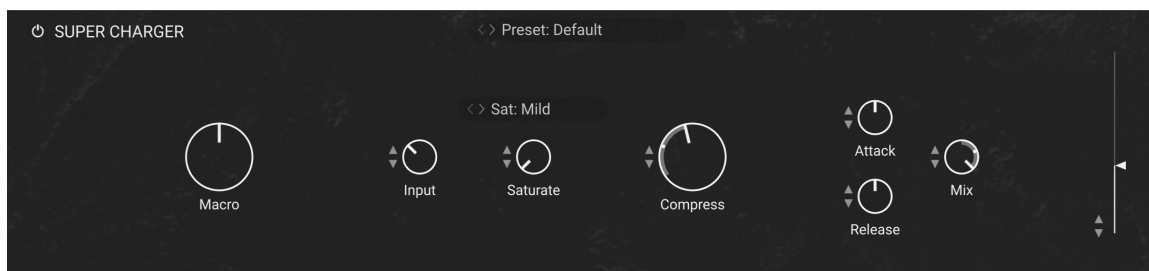 SUPER CHARGER
Preset: Default
Sat: Mild
Macro
Input
Saturate
Compress
Attack
Release
Mix